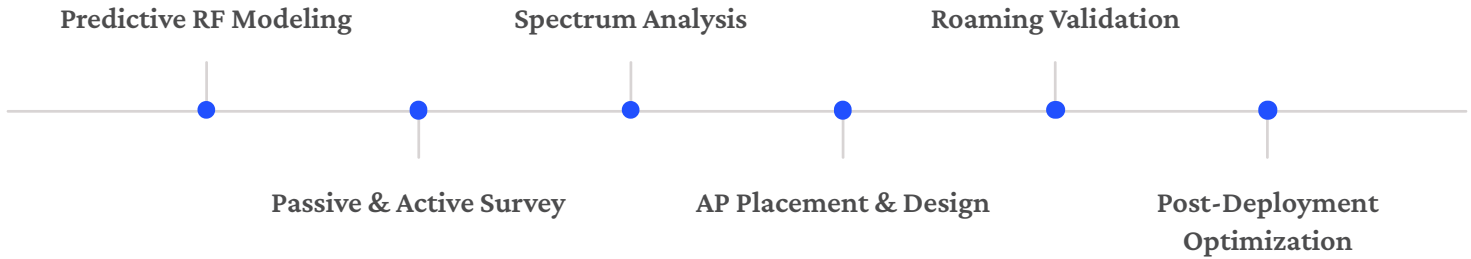 Predictive RF Modeling
Spectrum Analysis
Roaming Validation
Passive & Active Survey
AP Placement & Design
Post-Deployment
Optimization